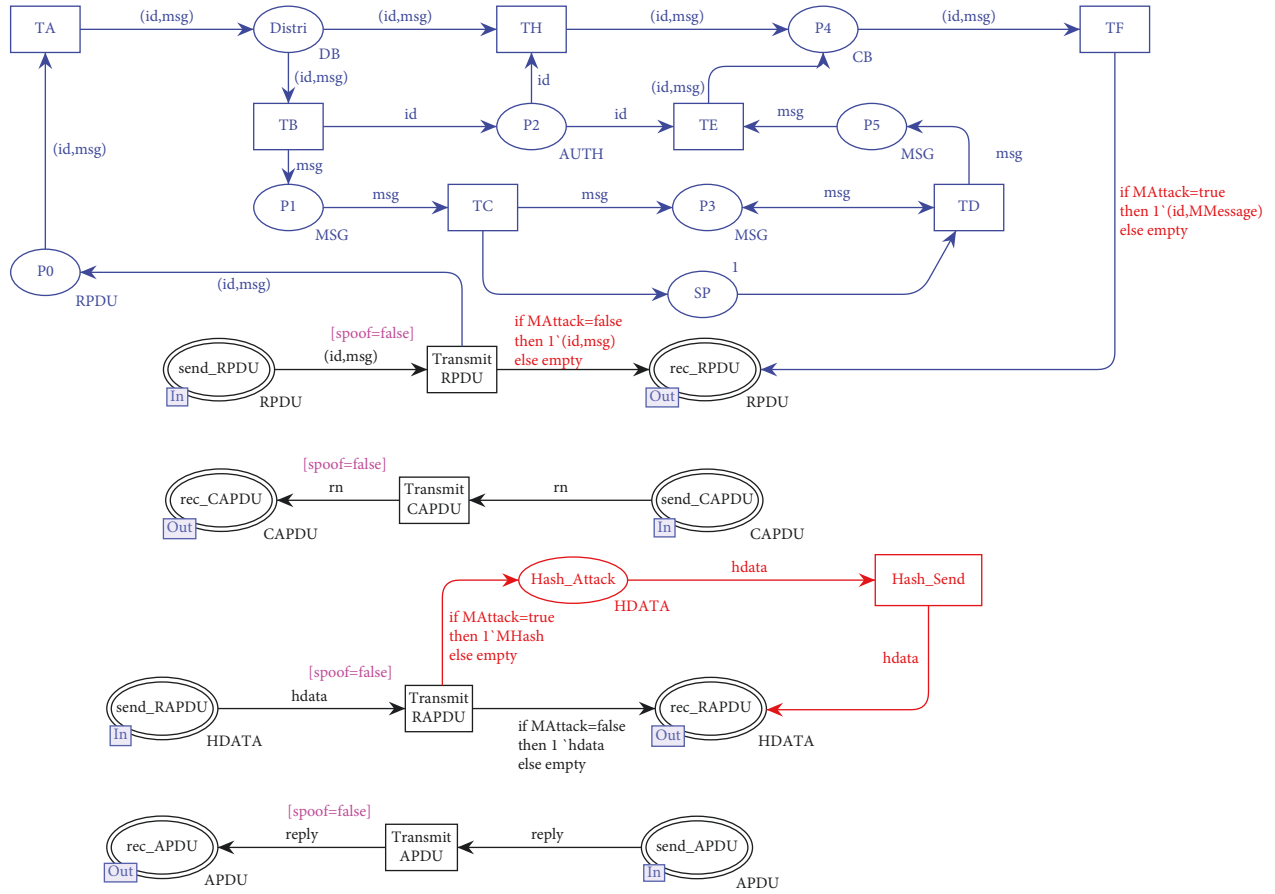 TA
(id,msg)
Distri
DB
(id,msg)
TH
(id,msg)
P4
CB
(id,msg)
TF
(id,msg)
id
(id,msg)
TB
id
P2
AUTH
id
TE
msg
P5
MSG
msg
(id,msg)
msg
P1
MSG
msg
TC
msg
P3
MSG
msg
TD
if MAttack=true
then 1`(id,MMessage)
else empty
P0
RPDU
(id,msg)
SP
1
[spoof=false]
(id,msg)
if MAttack=false
then 1`(id,msg)
else empty
send_RPDU
In
RPDU
Transmit
RPDU
rec_RPDU
Out
RPDU
[spoof=false]
rec_CAPDU
Out
CAPDU
rn
Transmit
CAPDU
rn
send_CAPDU
In
CAPDU
Hash_Attack
HDATA
hdata
Hash_Send
if MAttack=true
then 1`MHash
else empty
hdata
[spoof=false]
send_RAPDU
In
HDATA
hdata
Transmit
RAPDU
if MAttack=false
then 1 `hdata
else empty
rec_RAPDU
Out
HDATA
[spoof=false]
rec_APDU
Out
APDU
reply
Transmit
APDU
reply
send_APDU
In
APDU